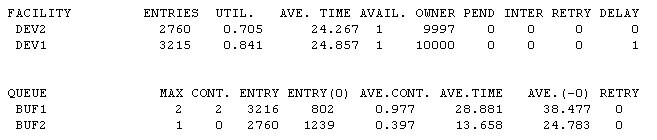 FACILITY ENTRIES UTIL. AVE. TIME AVAIL. OWNER PEND INTER RETRY DELAY
DEV2 2760 0.705 24.267 1 9997 0 0 0 0
DEV1 3215 0.841 24.857 1 10000 0 0 0 1
QUEUE MAX CONT. ENTRY ENTRY(0) AVE.CONT. AVE.TIME AVE.(-0) RETRY
BUF1 2 2 3216 802 0.977 28.881 38.477 0
BUF2 1 0 2760 1239 0.397 13.658 24.783 0